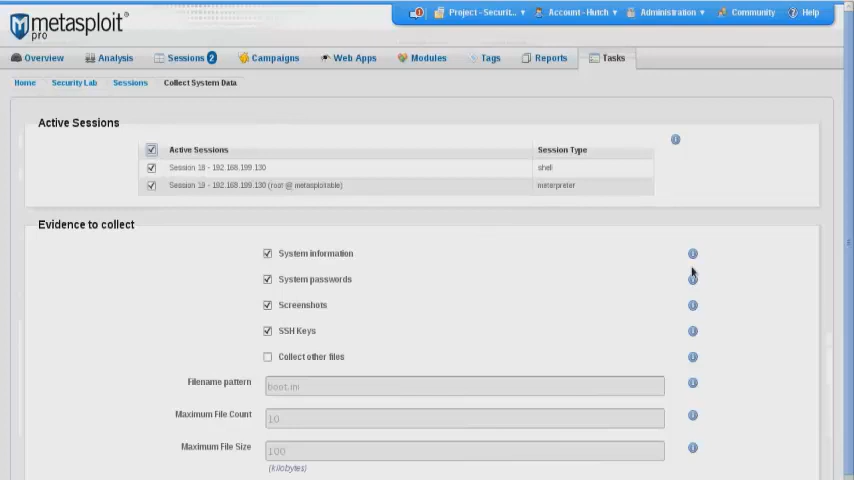 metasploit
pro
Project - Securit... ▼ Account - Hutch ▼ Administration ▼ Community Help
Overview Analysis Sessions 2 Campaigns Web Apps Modules Tags Reports Tasks
Home Security Lab Sessions Collect System Data
Active Sessions
Active Sessions Session Type
Session 18 - 192.168.199.130 shell
Session 19 - 192.168.199.130 (root @ metasploitable) meterpreter
Evidence to collect
System information
System passwords
Screenshots
SSH Keys
Collect other files
Filename pattern boot.ini
Maximum File Count 10
Maximum File Size 100
(kilobytes)